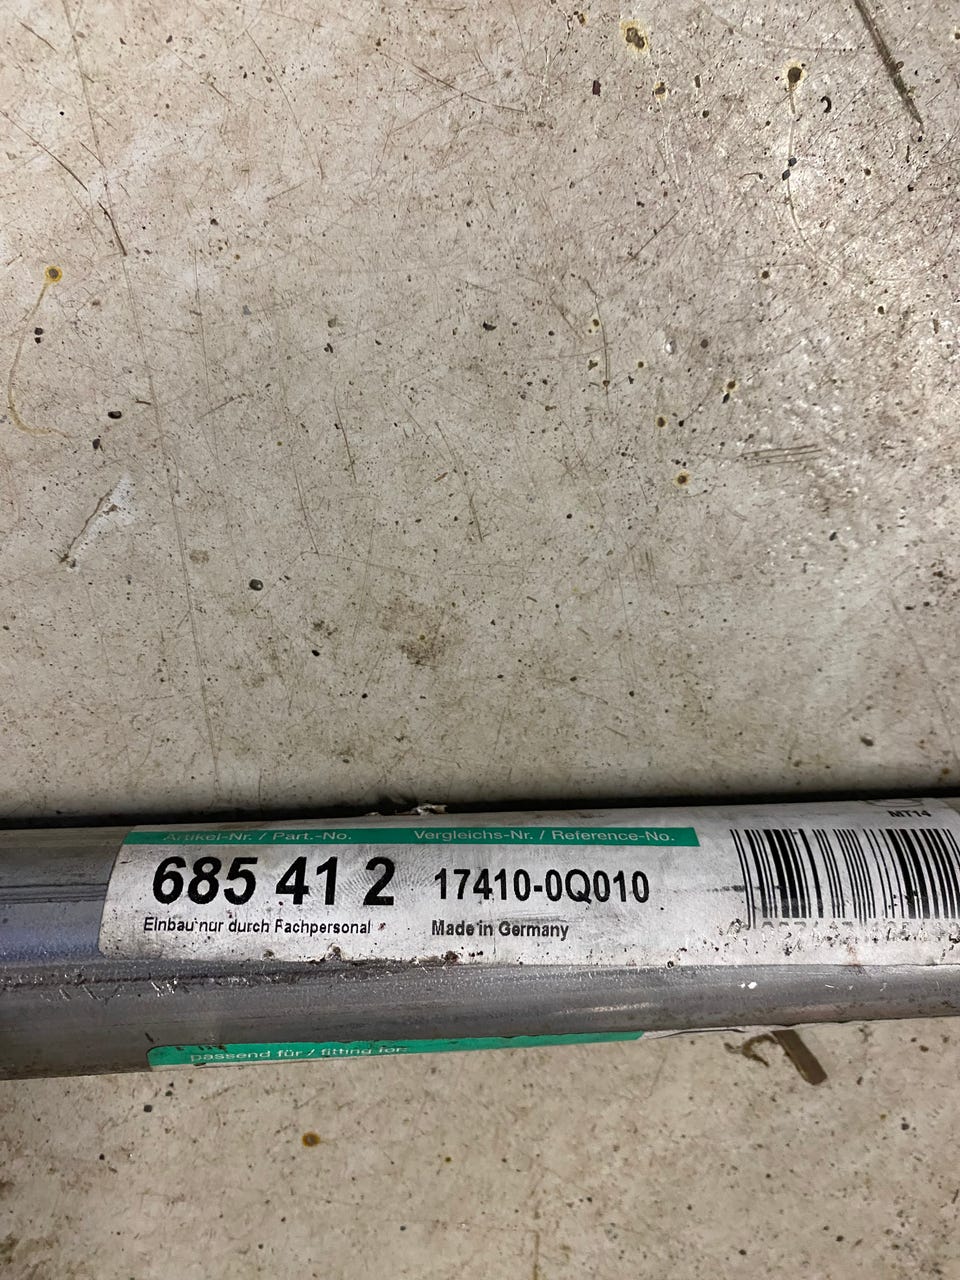 MT14
Artikel-Nr. / Part.-No. Vergleichs-Nr. / Reference-No.
685 41 2 17410-0Q010
Einbau nur durch Fachpersonal Made in Germany
passend für / fitting for: